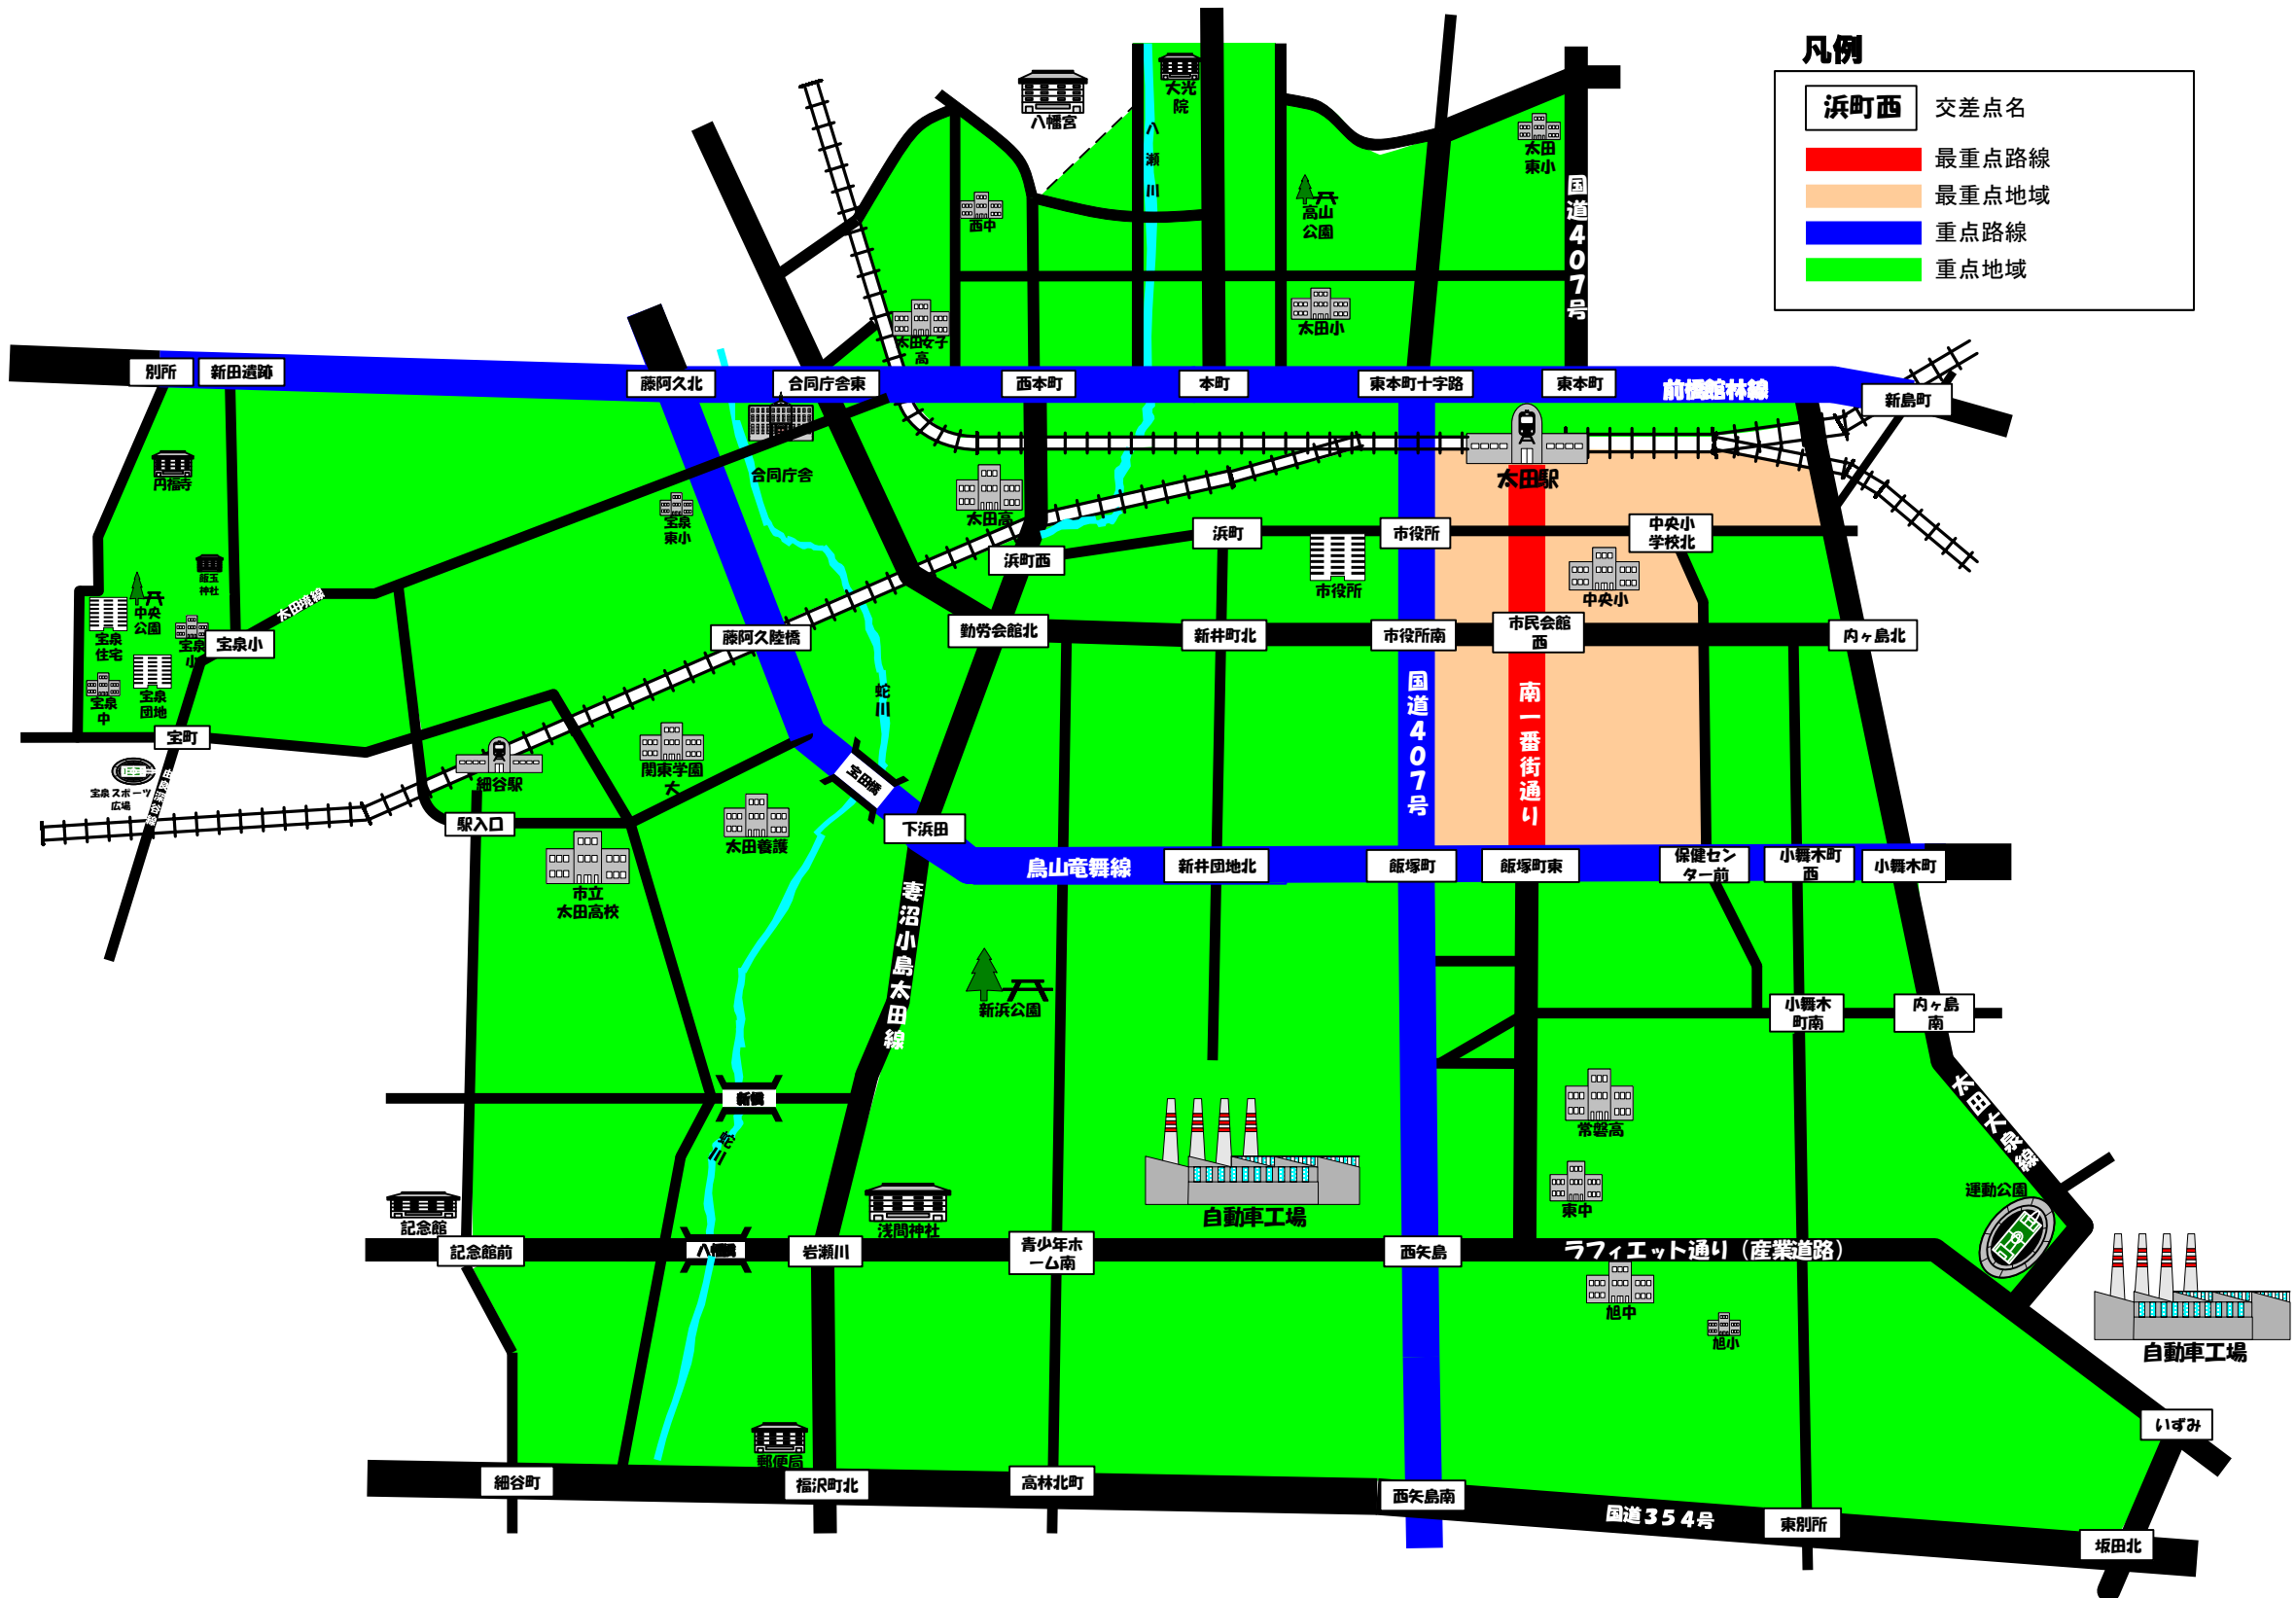 凡例
浜町西
交差点名
最重点路線
最重点地域
重点路線
重点地域
八幡宮
大光
院
八
瀬
川
太田
東小
国道407号
西中
高山
公園
太田小
太田女子
高
別所
新田遺跡
藤阿久北
合同庁舎東
西本町
本町
東本町十字路
東本町
前橋館林線
新島町
合同庁舎
円福寺
宝泉
東小
太田高
太田駅
浜町西
浜町
市役所
中央小
学校北
市役所
中央小
飯玉
神社
中央
公園
太田境線
宝泉
住宅
宝泉
小
宝泉小
藤阿久陸橋
勤労会館北
新井町北
市役所南
市民会館
西
内ヶ島北
宝泉
中
宝泉
団地
蛇川
国道407号
南一番街通り
宝町
宝泉スポーツ
広場
細谷駅
関東学園
大
宝田橋
駅入口
太田養護
下浜田
鳥山竜舞線
新井団地北
飯塚町
飯塚町東
保健セン
ター前
小舞木町
西
小舞木町
市立
太田高校
妻沼小島太田線
新浜公園
小舞木
町南
内ヶ島
南
新橋
太田大泉線
常磐高
東中
運動公園
自動車工場
記念館
浅間神社
記念館前
八幡橋
岩瀬川
青少年ホ
ーム南
西矢島
ラフィエット通り（産業道路）
旭中
旭小
自動車工場
いずみ
郵便局
細谷町
福沢町北
高林北町
西矢島南
国道354号
東別所
坂田北